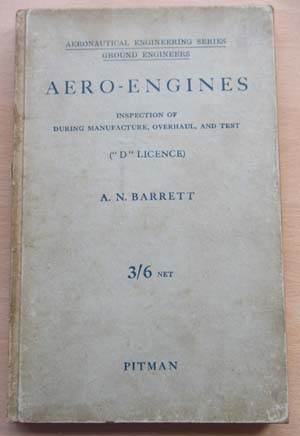 AERONAUTICAL ENGINEERING SERIES
GROUND ENGINEERS
AERO-ENGINES
INSPECTION OF
DURING MANUFACTURE, OVERHAUL, AND TEST
("D" LICENCE)
A. N. BARRETT
3/6 NET
PITMAN